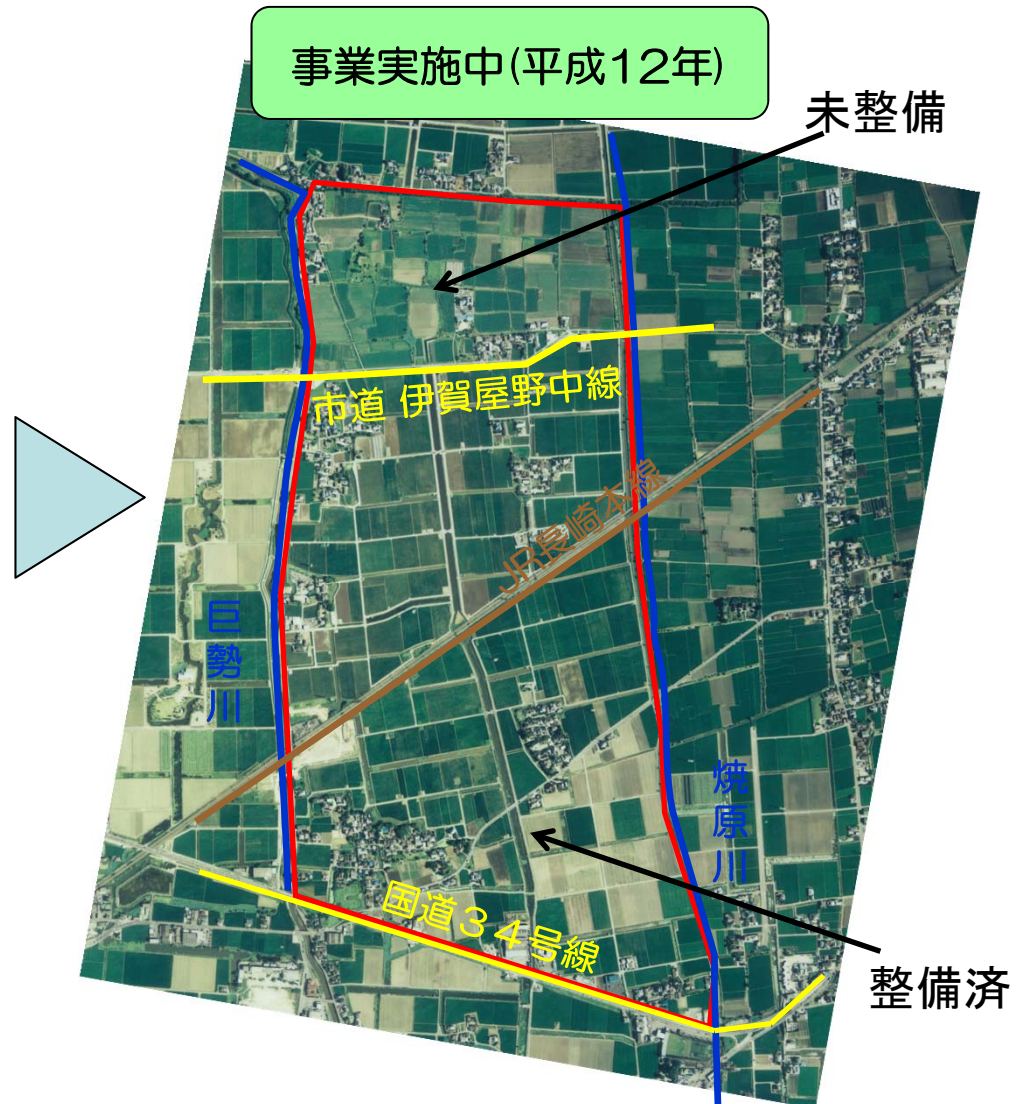 事業実施中(平成12年)
未整備
市道 伊賀屋野中線
JR長崎本線
巨勢川
焼原川
国道34号線
整備済